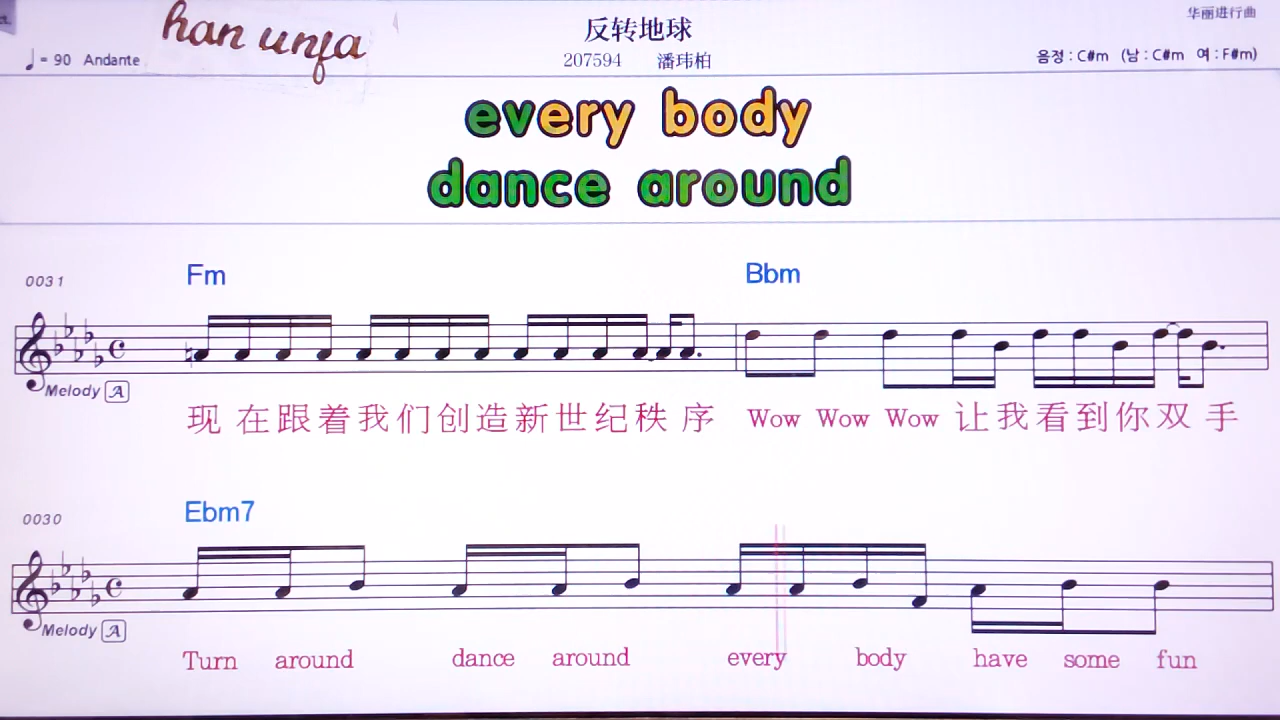 han unfa
反转地球
华丽进行曲
♩= 90 Andante
207594 潘玮柏
음정 : C#m (남 : C#m 여 : F#m)
every body
dance around
0031
Fm Bbm
Melody A
现在跟着我们创造新世纪秩序 Wow Wow Wow 让我看到你双手
0030
Ebm7
Melody A
Turn around dance around every body have some fun